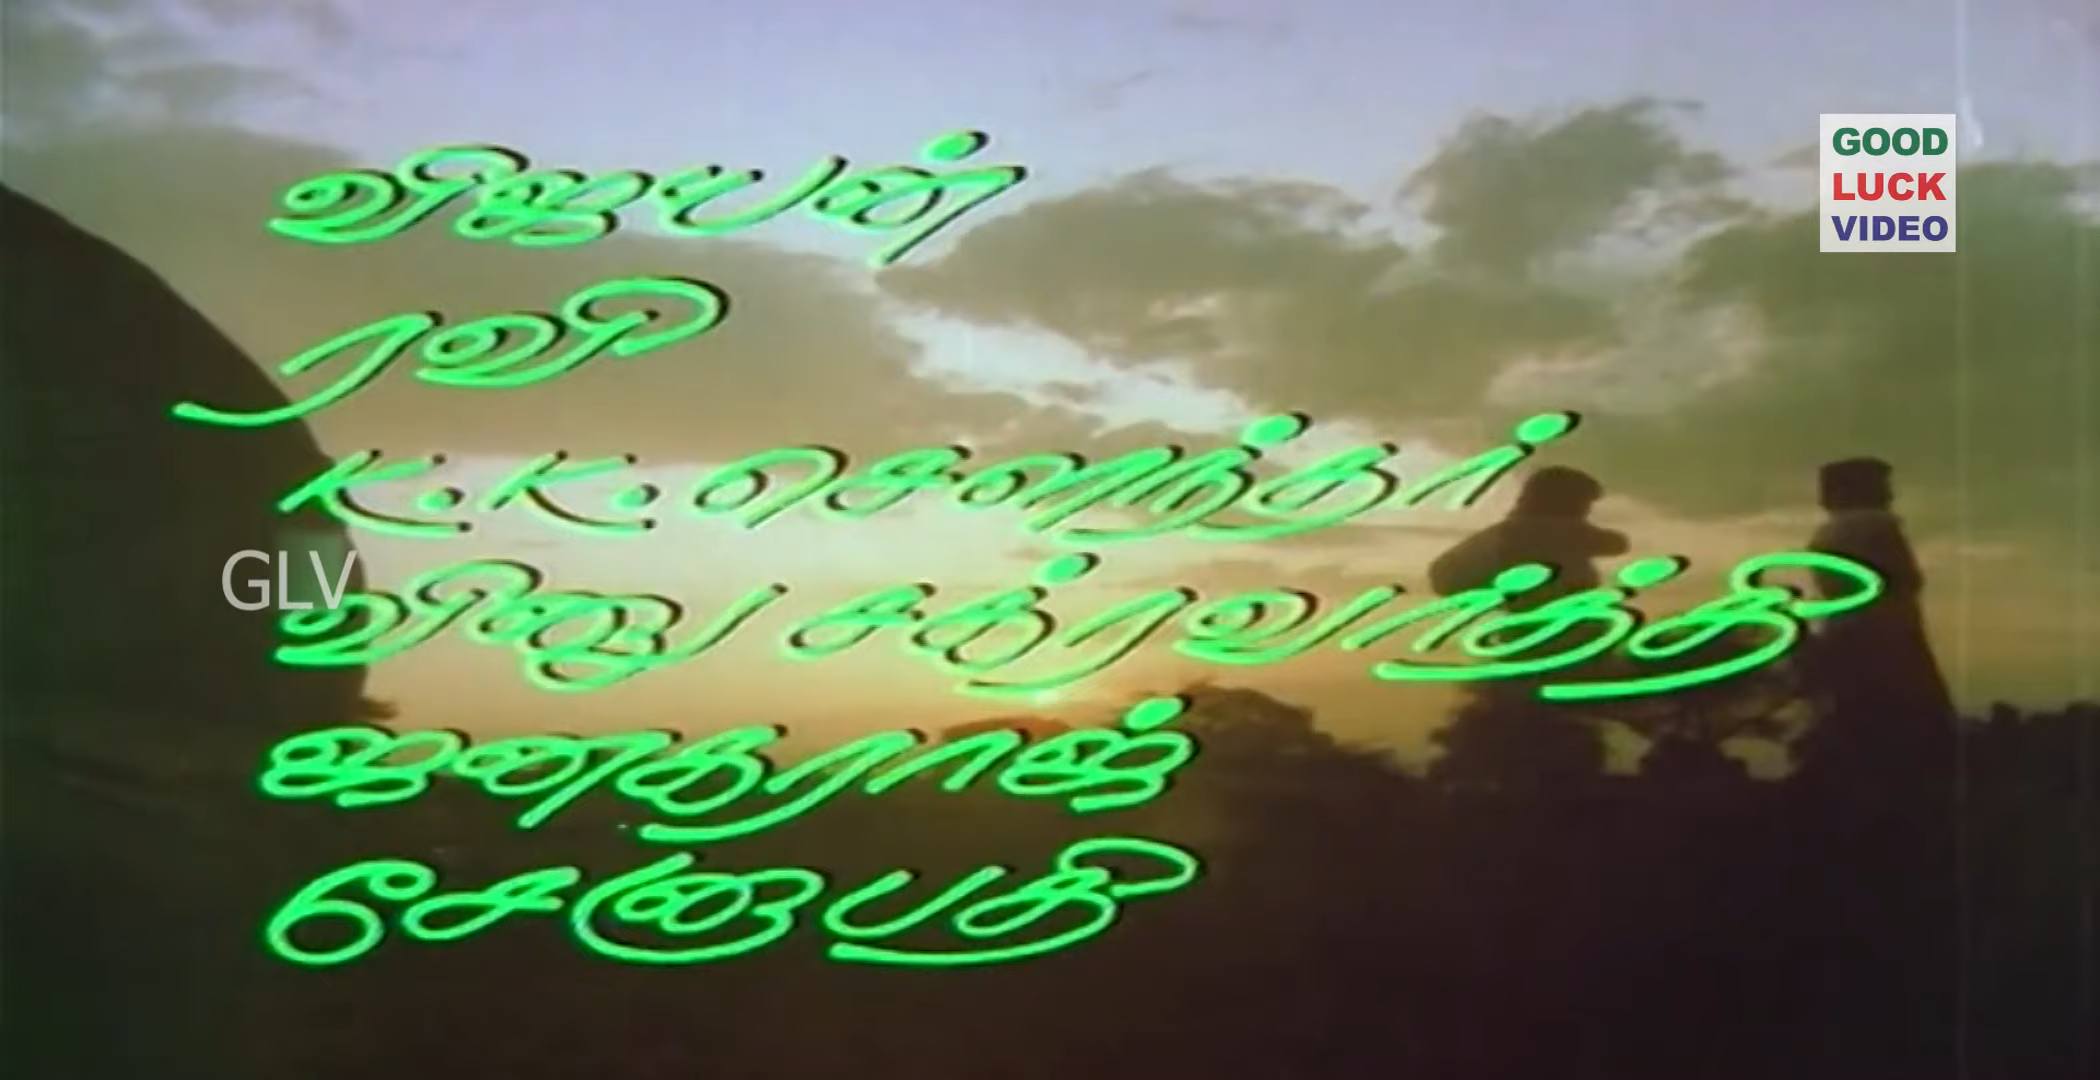 விஜயன்
ரவி
K.K.சௌந்தர்
வினு சக்ரவர்த்தி
ஜனகராஜ்
சேனாபதி
GOOD
LUCK
VIDEO
GLV